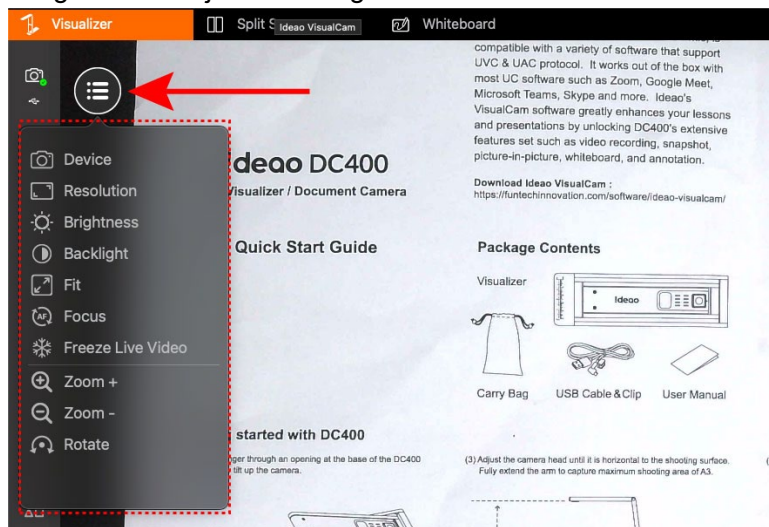 Visualizer
Split S
Ideao VisualCam
Whiteboard
compatible with a variety of software that support
UVC & UAC protocol. It works out of the box with
most UC software such as Zoom, Google Meet,
Microsoft Teams, Skype and more. Ideao's
VisualCam software greatly enhances your lessons
and presentations by unlocking DC400's extensive
features set such as video recording, snapshot,
picture-in-picture, whiteboard, and annotation.
Download Ideao VisualCam :
https://funtechinnovation.com/software/ideao-visualcam/
Device
Resolution
Brightness
Backlight
Fit
AF Focus
Freeze Live Video
Zoom +
Zoom -
Rotate
deao DC400
Visualizer / Document Camera
Quick Start Guide
Package Contents
Visualizer
Ideao
Carry Bag
USB Cable & Clip
User Manual
started with DC400
ger through an opening at the base of the DC400
tilt up the camera.
(3) Adjust the camera head until it is horizontal to the shooting surface.
Fully extend the arm to capture maximum shooting area of A3.
(